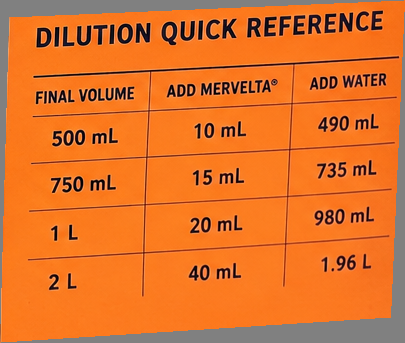 DILUTION QUICK REFERENCE
FINAL VOLUME ADD MERVELTA® ADD WATER
500 mL 10 mL 490 mL
750 mL 15 mL 735 mL
1 L 20 mL 980 mL
2 L 40 mL 1.96 L